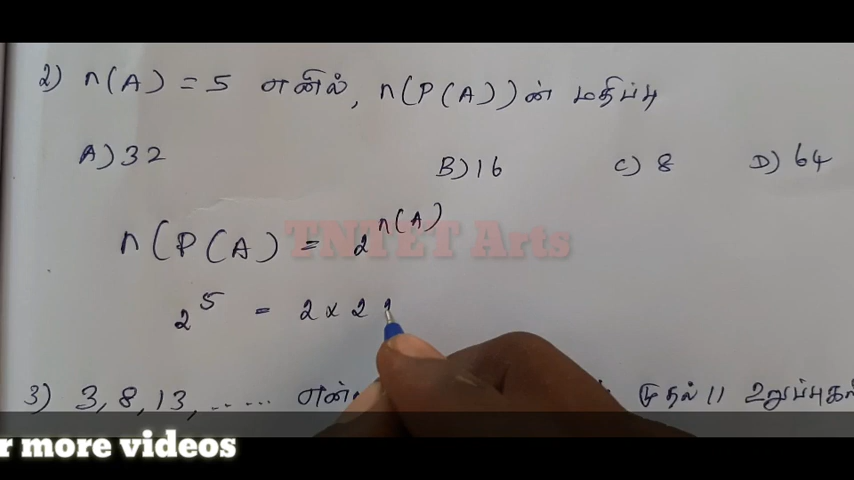 2) n(A) = 5 எனில், n(P(A))ன் மதிப்பு
A) 32 B) 16 C) 8 D) 64
n(P(A) = 2^n(A)
TNTET Arts
2^5 = 2 x 2
3) 3, 8, 13, ...... முதல் 11 உறுப்புகள்
r more videos